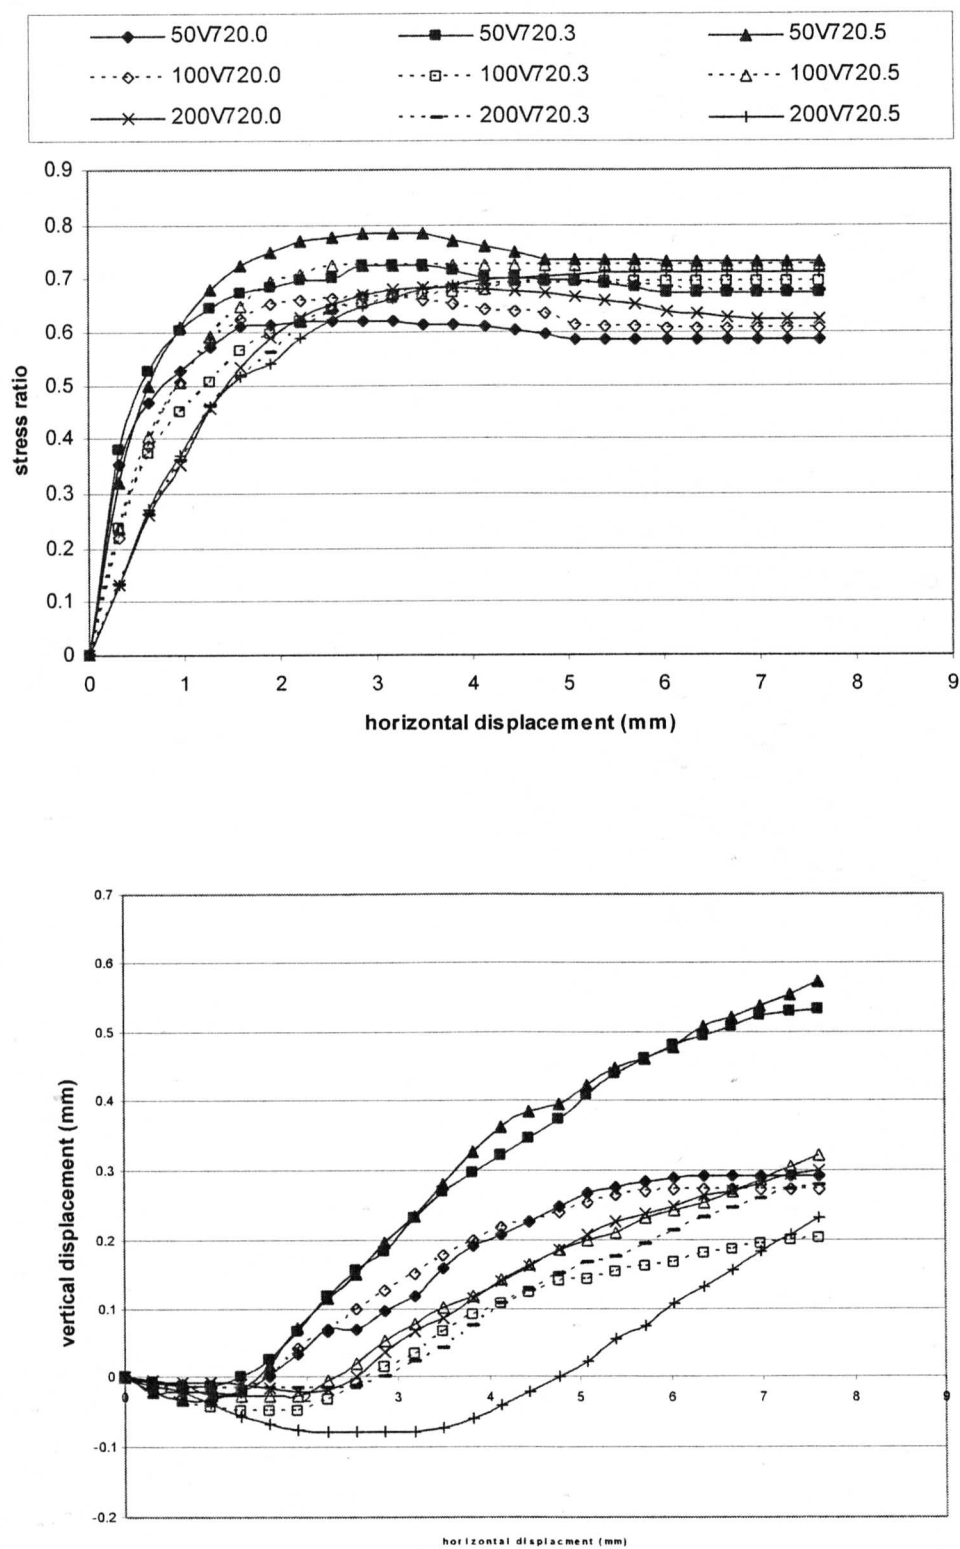 50V720.0 50V720.3 50V720.5
100V720.0 100V720.3 100V720.5
200V720.0 200V720.3 200V720.5
0.9
0.8
0.7
0.6
0.5
0.4
0.3
0.2
0.1
0
stress ratio
0 1 2 3 4 5 6 7 8 9
horizontal displacement (mm)
0.7
0.6
0.5
0.4
0.3
0.2
0.1
0
-0.1
-0.2
vertical displacement (mm)
0 3 4 5 6 7 8 9
horizontal displacment (mm)